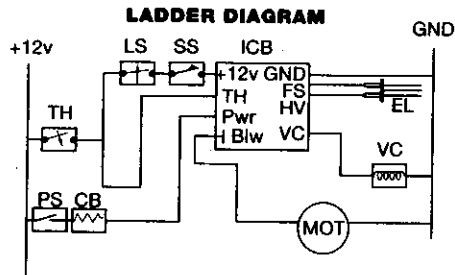 LADDER DIAGRAM
+12v LS SS ICB GND
+12v GND
FS
TH HV EL
TH Pwr
Blw VC VC
PS CB
MOT